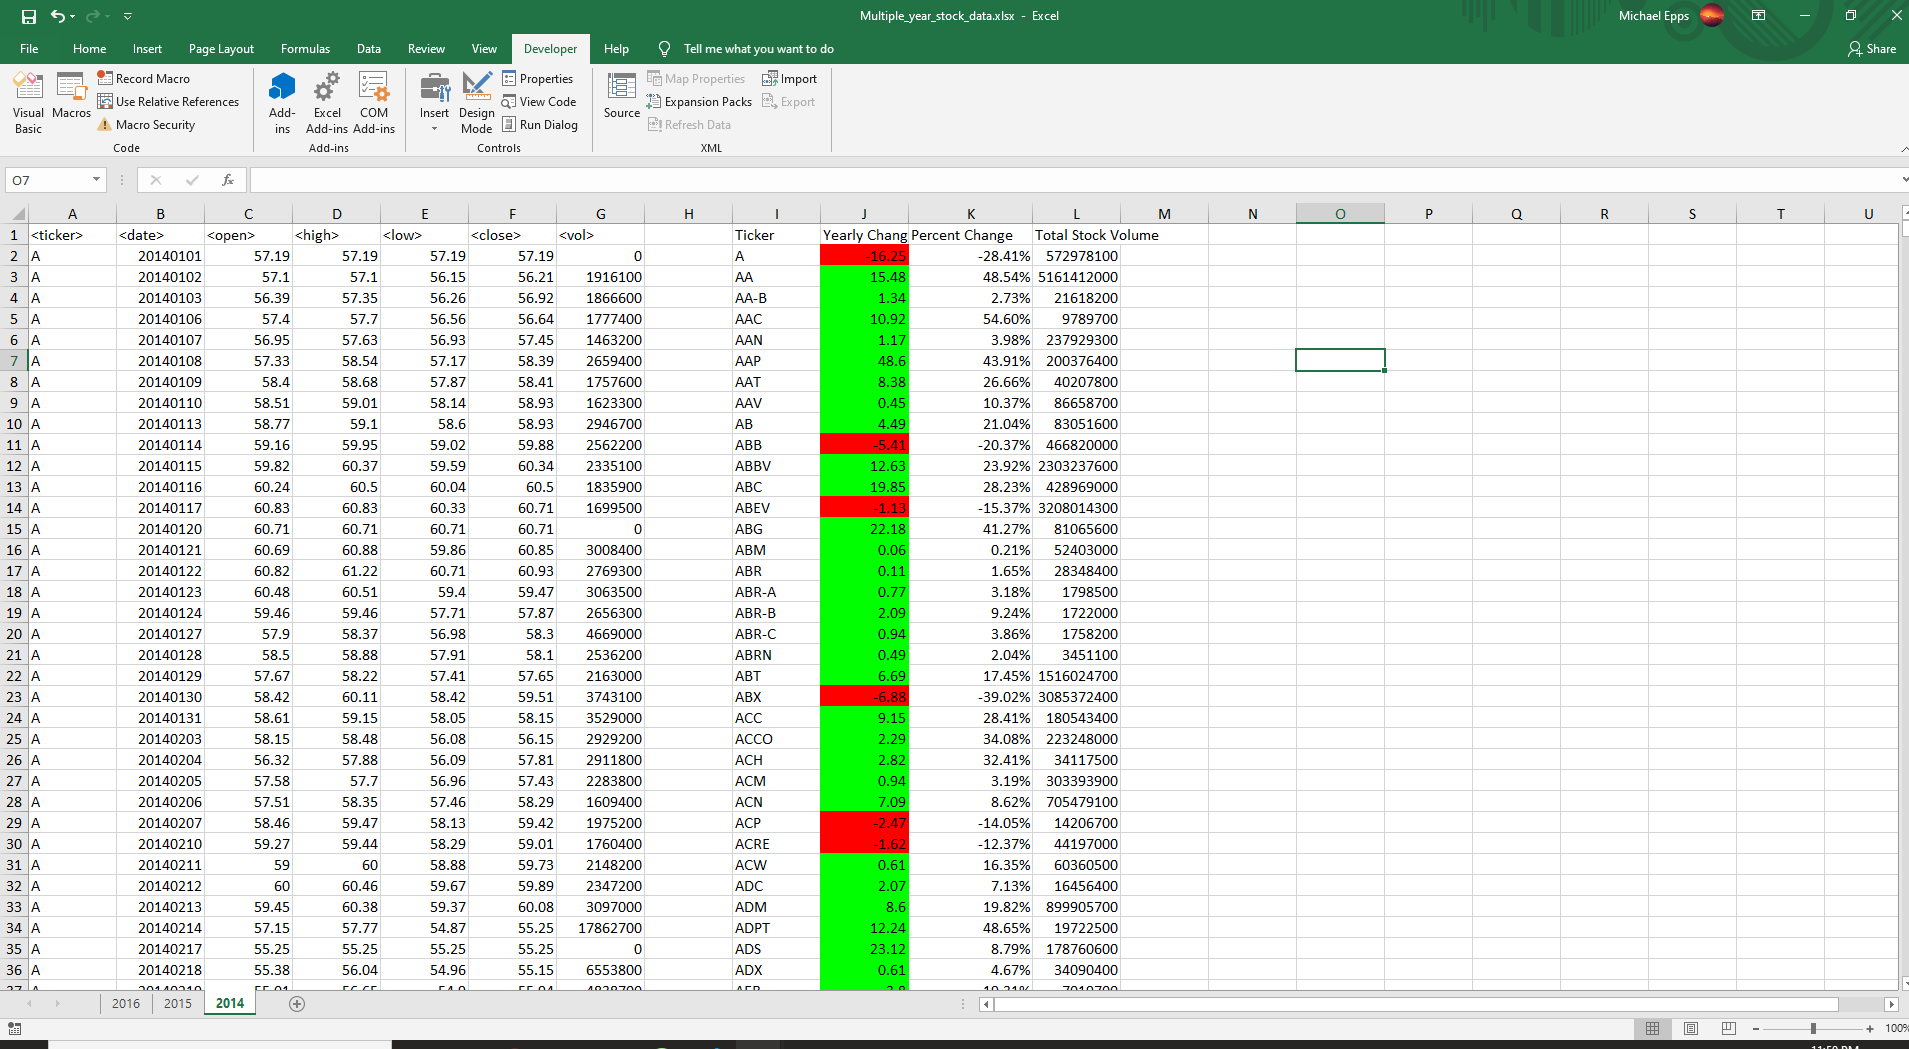 Multiple_year_stock_data.xlsx - Excel
Michael Epps
File Home Insert Page Layout Formulas Data Review View Developer Help Tell me what you want to do Share
Visual Basic
Macros
Record Macro
Use Relative References
Macro Security
Code
Add-ins
Excel Add-ins
COM Add-ins
Add-ins
Insert
Design Mode
Properties
View Code
Run Dialog
Controls
Source
Map Properties
Expansion Packs
Refresh Data
Import
Export
XML
O7
fx
A B C D E F G H I J K L M N O P Q R S T U
1 <ticker> <date> <open> <high> <low> <close> <vol> Ticker Yearly Chang Percent Change Total Stock Volume
2 A 20140101 57.19 57.19 57.19 57.19 0 A -16.25 -28.41% 572978100
3 A 20140102 57.1 57.1 56.15 56.21 1916100 AA 15.48 48.54% 5161412000
4 A 20140103 56.39 57.35 56.26 56.92 1866600 AA-B 1.34 2.73% 21618200
5 A 20140106 57.4 57.7 56.56 56.64 1777400 AAC 10.92 54.60% 9789700
6 A 20140107 56.95 57.63 56.93 57.45 1463200 AAN 1.17 3.98% 237929300
7 A 20140108 57.33 58.54 57.17 58.39 2659400 AAP 48.6 43.91% 200376400
8 A 20140109 58.4 58.68 57.87 58.41 1757600 AAT 8.38 26.66% 40207800
9 A 20140110 58.51 59.01 58.14 58.93 1623300 AAV 0.45 10.37% 86658700
10 A 20140113 58.77 59.1 58.6 58.93 2946700 AB 4.49 21.04% 83051600
11 A 20140114 59.16 59.95 59.02 59.88 2562200 ABB -5.41 -20.37% 466820000
12 A 20140115 59.82 60.37 59.59 60.34 2335100 ABBV 12.63 23.92% 2303237600
13 A 20140116 60.24 60.5 60.04 60.5 1835900 ABC 19.85 28.23% 428969000
14 A 20140117 60.83 60.83 60.33 60.71 1699500 ABEV -1.13 -15.37% 3208014300
15 A 20140120 60.71 60.71 60.71 60.71 0 ABG 22.18 41.27% 81065600
16 A 20140121 60.69 60.88 59.86 60.85 3008400 ABM 0.06 0.21% 52403000
17 A 20140122 60.82 61.22 60.71 60.93 2769300 ABR 0.11 1.65% 28348400
18 A 20140123 60.48 60.51 59.4 59.47 3063500 ABR-A 0.77 3.18% 1798500
19 A 20140124 59.46 59.46 57.71 57.87 2656300 ABR-B 2.09 9.24% 1722000
20 A 20140127 57.9 58.37 56.98 58.3 4669000 ABR-C 0.94 3.86% 1758200
21 A 20140128 58.5 58.88 57.91 58.1 2536200 ABRN 0.49 2.04% 3451100
22 A 20140129 57.67 58.22 57.41 57.65 2163000 ABT 6.69 17.45% 1516024700
23 A 20140130 58.42 60.11 58.42 59.51 3743100 ABX -6.88 -39.02% 3085372400
24 A 20140131 58.61 59.15 58.05 58.15 3529000 ACC 9.15 28.41% 180543400
25 A 20140203 58.15 58.48 56.08 56.15 2929200 ACCO 2.29 34.08% 223248000
26 A 20140204 56.32 57.88 56.09 57.81 2911800 ACH 2.82 32.41% 34117500
27 A 20140205 57.58 57.7 56.96 57.43 2283800 ACM 0.94 3.19% 303393900
28 A 20140206 57.51 58.35 57.46 58.29 1609400 ACN 7.09 8.62% 705479100
29 A 20140207 58.46 59.47 58.13 59.42 1975200 ACP -2.47 -14.05% 14206700
30 A 20140210 59.27 59.44 58.29 59.01 1760400 ACRE -1.62 -12.37% 44197000
31 A 20140211 59 60 58.88 59.73 2148200 ACW 0.61 16.35% 60360500
32 A 20140212 60 60.46 59.67 59.89 2347200 ADC 2.07 7.13% 16456400
33 A 20140213 59.45 60.38 59.37 60.08 3097000 ADM 8.6 19.82% 899905700
34 A 20140214 57.15 57.77 54.87 55.25 17862700 ADPT 12.24 48.65% 19722500
35 A 20140217 55.25 55.25 55.25 55.25 0 ADS 23.12 8.79% 178760600
36 A 20140218 55.38 56.04 54.96 55.15 6553800 ADX 0.61 4.67% 34090400
2016 2015 2014
100%